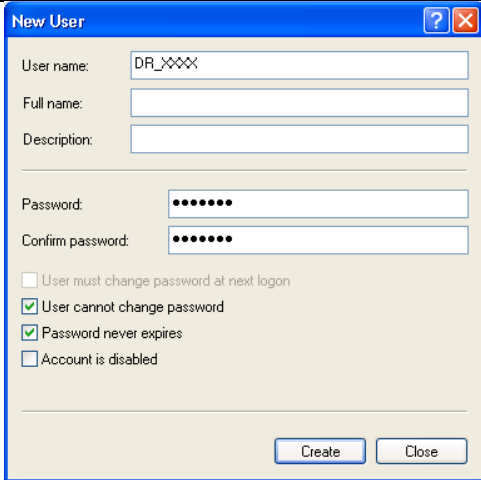 New User
User name: DR_XXXX
Full name:
Description:
Password: •••••••
Confirm password: •••••••
User must change password at next logon
User cannot change password
Password never expires
Account is disabled
Create Close